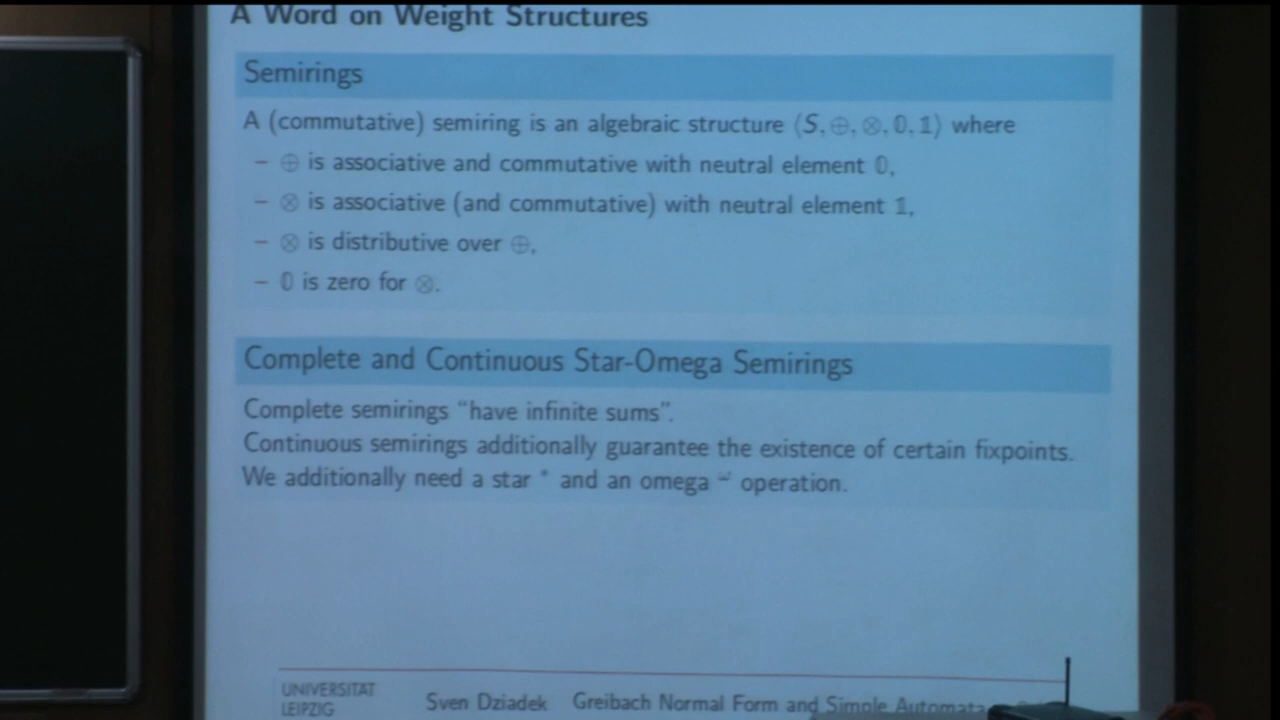 A Word on Weight Structures
Semirings
A (commutative) semiring is an algebraic structure (S, ⊕, ⊗, 𝟘, 𝟙) where
– ⊕ is associative and commutative with neutral element 𝟘,
– ⊗ is associative (and commutative) with neutral element 𝟙,
– ⊗ is distributive over ⊕,
– 𝟘 is zero for ⊗.
Complete and Continuous Star-Omega Semirings
Complete semirings “have infinite sums”.
Continuous semirings additionally guarantee the existence of certain fixpoints.
We additionally need a star * and an omega ω operation.
UNIVERSITÄT
LEIPZIG
Sven Dziadek Greibach Normal Form and Simple Automata